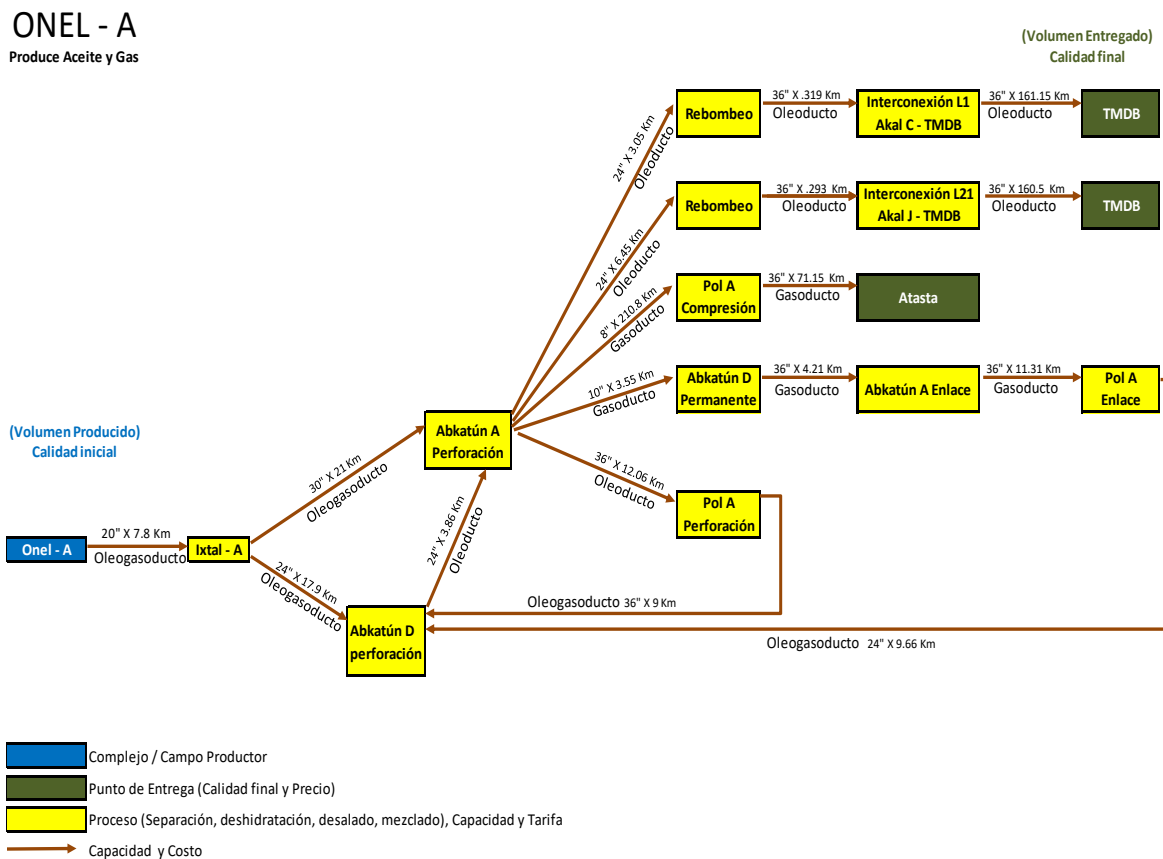 ONEL - A
Produce Aceite y Gas
(Volumen Entregado)
Calidad final
Rebombeo
36" X .319 Km
Oleoducto
Interconexión L1
Akal C - TMDB
36" X 161.15 Km
Oleoducto
TMDB
24" X 3.05 Km
Oleoducto
Rebombeo
36" X .293 Km
Oleoducto
Interconexión L21
Akal J - TMDB
36" X 160.5 Km
Oleoducto
TMDB
24" X 6.45 Km
Oleoducto
Pol A
Compresión
36" X 71.15 Km
Gasoducto
Atasta
8" X 210.8 Km
Gasoducto
Abkatún D
Permanente
36" X 4.21 Km
Gasoducto
Abkatún A Enlace
36" X 11.31 Km
Gasoducto
Pol A
Enlace
10" X 3.55 Km
Gasoducto
Abkatún A
Perforación
(Volumen Producido)
Calidad inicial
30" X 21 Km
Oleogasoducto
36" X 12.06 Km
Oleoducto
Pol A
Perforación
24" X 3.86 Km
Oleoducto
Onel - A
20" X 7.8 Km
Oleogasoducto
Ixtal - A
24" X 17.9 Km
Oleogasoducto
Oleogasoducto 36" X 9 Km
Abkatún D
perforación
Oleogasoducto 24" X 9.66 Km
Complejo / Campo Productor
Punto de Entrega (Calidad final y Precio)
Proceso (Separación, deshidratación, desalado, mezclado), Capacidad y Tarifa
Capacidad y Costo